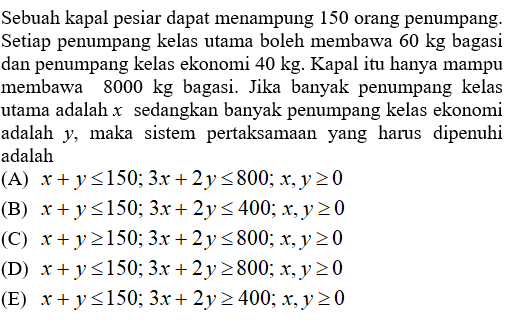 Sebuah kapal pesiar dapat menampung 150 orang penumpang.
Setiap penumpang kelas utama boleh membawa 60 kg bagasi
dan penumpang kelas ekonomi 40 kg. Kapal itu hanya mampu
membawa 8000 kg bagasi. Jika banyak penumpang kelas
utama adalah x sedangkan banyak penumpang kelas ekonomi
adalah y, maka sistem pertaksamaan yang harus dipenuhi
adalah
(A) x + y ≤ 150; 3x + 2y ≤ 800; x, y ≥ 0
(B) x + y ≤ 150; 3x + 2y ≤ 400; x, y ≥ 0
(C) x + y ≥ 150; 3x + 2y ≤ 800; x, y ≥ 0
(D) x + y ≤ 150; 3x + 2y ≥ 800; x, y ≥ 0
(E) x + y ≤ 150; 3x + 2y ≥ 400; x, y ≥ 0